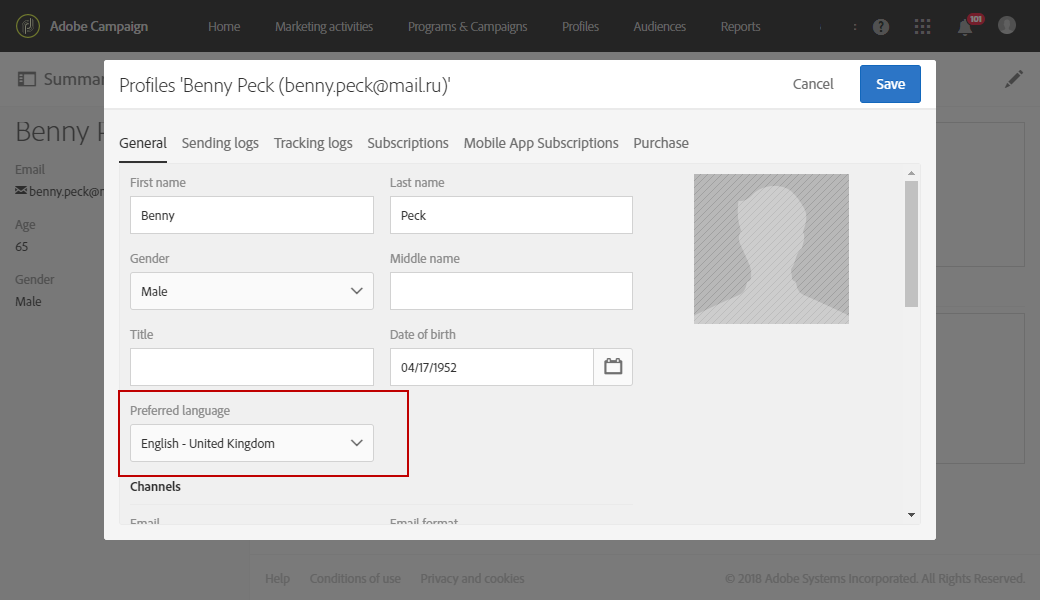 Adobe Campaign Home Marketing activities Programs & Campaigns Profiles Audiences Reports ? 101
Summar
Profiles 'Benny Peck (benny.peck@mail.ru)' Cancel Save
Benny
General Sending logs Tracking logs Subscriptions Mobile App Subscriptions Purchase
Email
benny.peck@
Age
65
Gender
Male
First name Last name
Benny Peck
Gender Middle name
Male
Title Date of birth
04/17/1952
Preferred language
English - United Kingdom
Channels
Email Email format
Help Conditions of use Privacy and cookies © 2018 Adobe Systems Incorporated. All Rights Reserved.